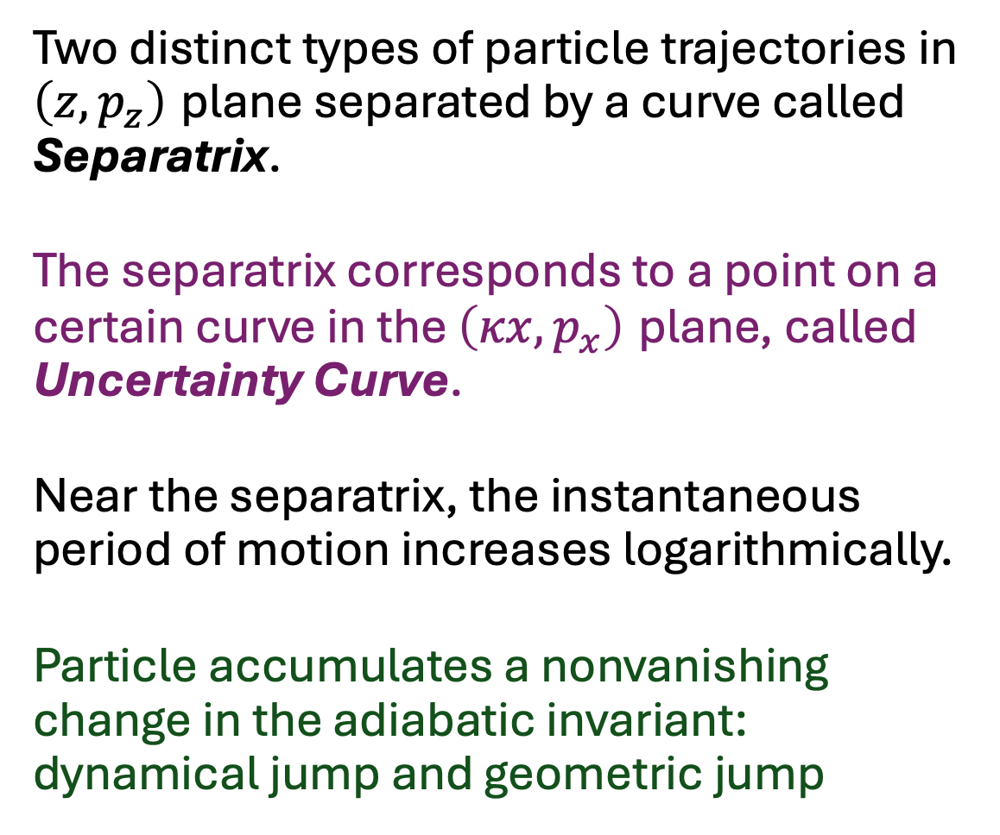 Two distinct types of particle trajectories in
(z, p_z) plane separated by a curve called
Separatrix.
The separatrix corresponds to a point on a
certain curve in the (κx, p_x) plane, called
Uncertainty Curve.
Near the separatrix, the instantaneous
period of motion increases logarithmically.
Particle accumulates a nonvanishing
change in the adiabatic invariant:
dynamical jump and geometric jump